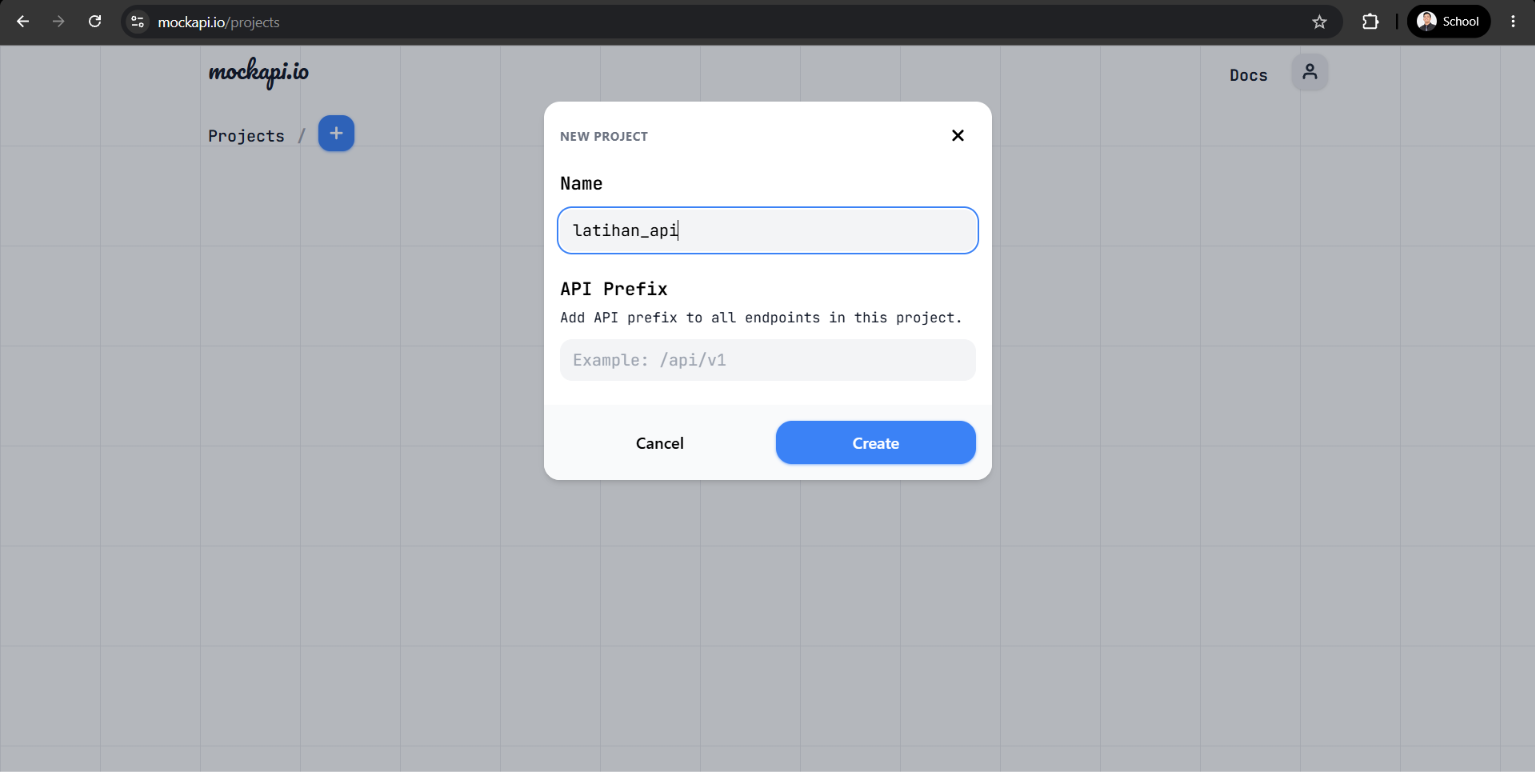 mockapi.io/projects
School
mockapi.io
Docs
Projects /
NEW PROJECT
Name
latihan_api
API Prefix
Add API prefix to all endpoints in this project.
Example: /api/v1
Cancel
Create